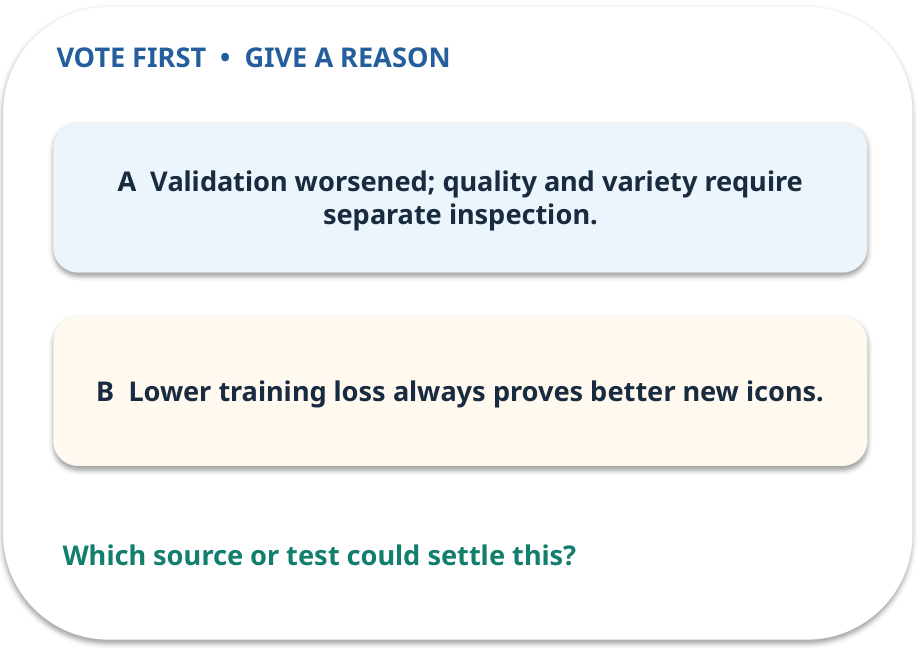 VOTE FIRST • GIVE A REASON
A Validation worsened; quality and variety require
separate inspection.
B Lower training loss always proves better new icons.
Which source or test could settle this?